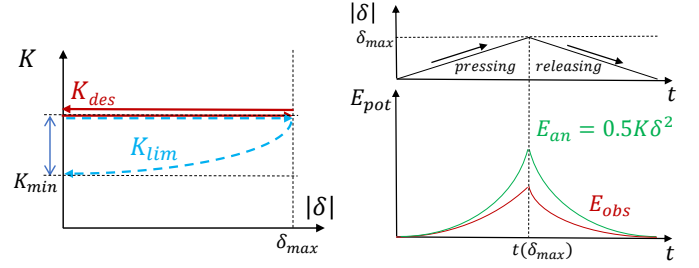 K
K_des
K_lim
K_min
|δ|
δ_max
|δ|
δ_max
pressing
releasing
t
E_pot
E_an = 0.5Kδ²
E_obs
t(δ_max)
t